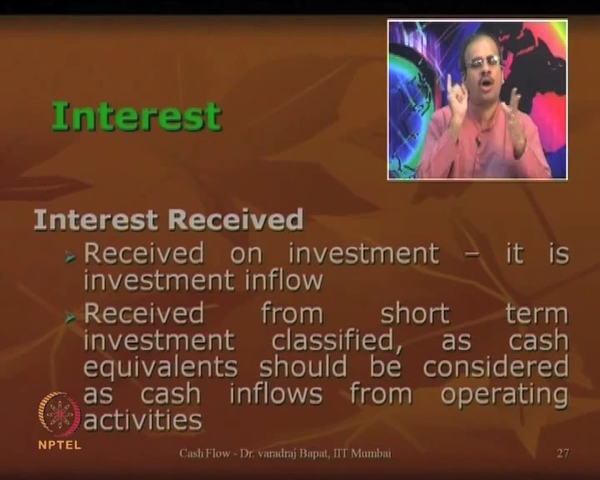 Interest
Interest Received
Received on investment – it is
investment inflow
Received from short term
investment classified, as cash
equivalents should be considered
as cash inflows from operating
activities
NPTEL
Cash Flow - Dr. varadraj Bapat, IIT Mumbai
27